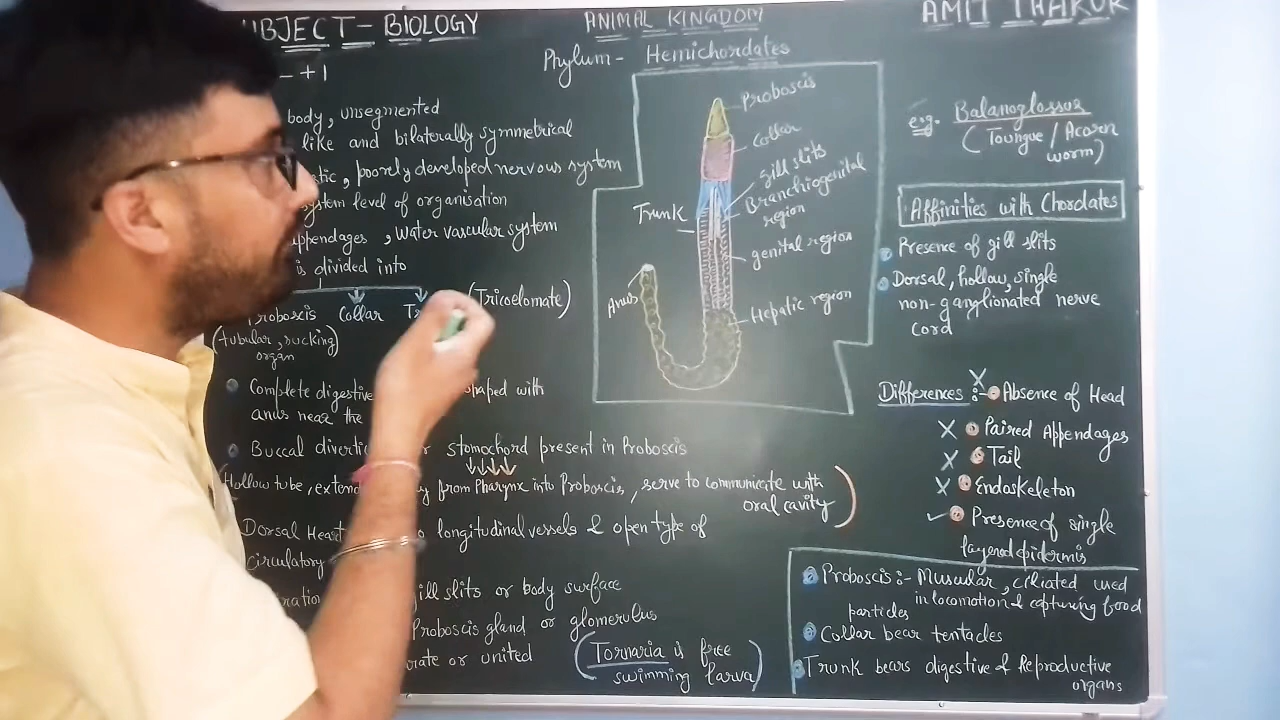 BJECT - BIOLOGY
ANIMAL KINGDOM
AMIT THAKUR
- +1
Phylum - Hemichordates
body, unsegmented
like and bilaterally symmetrical
tic, poorly developed nervous system
ystem level of organisation
appendages, Water vascular system
is divided into
Proboscis Collar (Tricoelomate)
(tubular, sucking)
organ
Complete digestive shaped with
anus near the
Buccal diverti stomochord present in Proboscis
(Hollow tube, extend from Pharynx into Proboscis, serve to communicate with
oral cavity)
Dorsal Heart longitudinal vessels & open type of
circulatory
ration gill slits or body surface
Proboscis gland or glomerulus
rate or united
(Tornaria is free
swimming larva)
Proboscis
Collar
gill slits
Branchiogenital
region
Trunk
genital region
Anus
Hepatic region
eg. Balanoglossus
(Toungue / Acorn
worm)
Affinities with Chordates
Presence of gill slits
Dorsal, hollow, single
non-ganglionated nerve
cord
Differences :- X Absence of Head
X Paired Appendages
X Tail
X Endoskeleton
✓ Presence of single
layered epidermis
Proboscis :- Muscular, ciliated used
in locomotion & capturing food
particles
Collar bear tentacles
Trunk bears digestive & Reproductive
organs